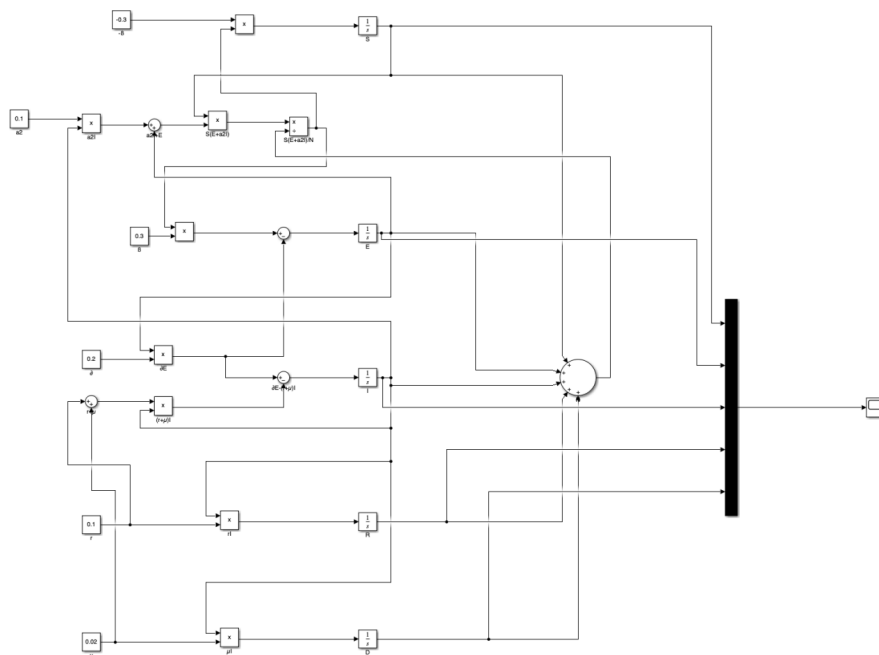 -0.3
-ß
x
1
s
S
0.1
a2
x
a2I
x
S(E+a2I)
x
÷
S(E+a2I)/N
0.3
ß
x
1
s
E
0.2
∂
x
∂E
∂E-(r+μ)I
1
s
I
r+μ
x
(r+μ)I
0.1
r
x
rI
1
s
R
0.02
x
μI
1
s
D